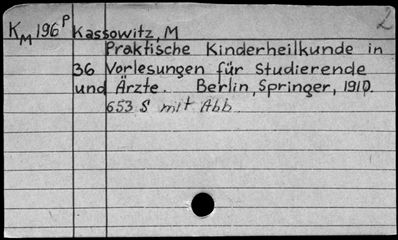 2
KM 196P Kassowitz, M
Praktische Kinderheilkunde in
36 Vorlesungen für Studierende
und Ärzte. Berlin, Springer, 1910.
653 S mit Abb.